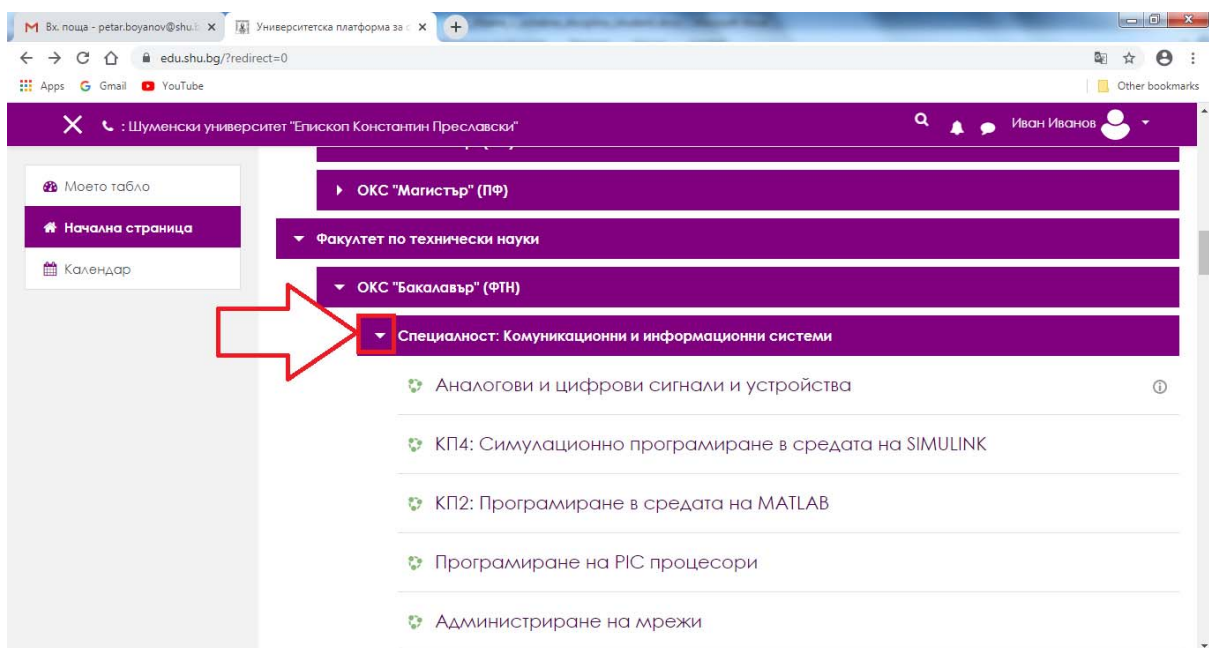 Вх. поща - petar.boyanov@shu.b
Университетска платформа за с
edu.shu.bg/?redirect=0
Apps Gmail YouTube Other bookmarks
: Шуменски университет "Епископ Константин Преславски" Иван Иванов
Моето табло
Начална страница
Календар
ОКС "Магистър" (ПФ)
Факултет по технически науки
ОКС "Бакалавър" (ФТН)
Специалност: Комуникационни и информационни системи
Аналогови и цифрови сигнали и устройства
КП4: Симулационно програмиране в средата на SIMULINK
КП2: Програмиране в средата на MATLAB
Програмиране на PIC процесори
Администриране на мрежи